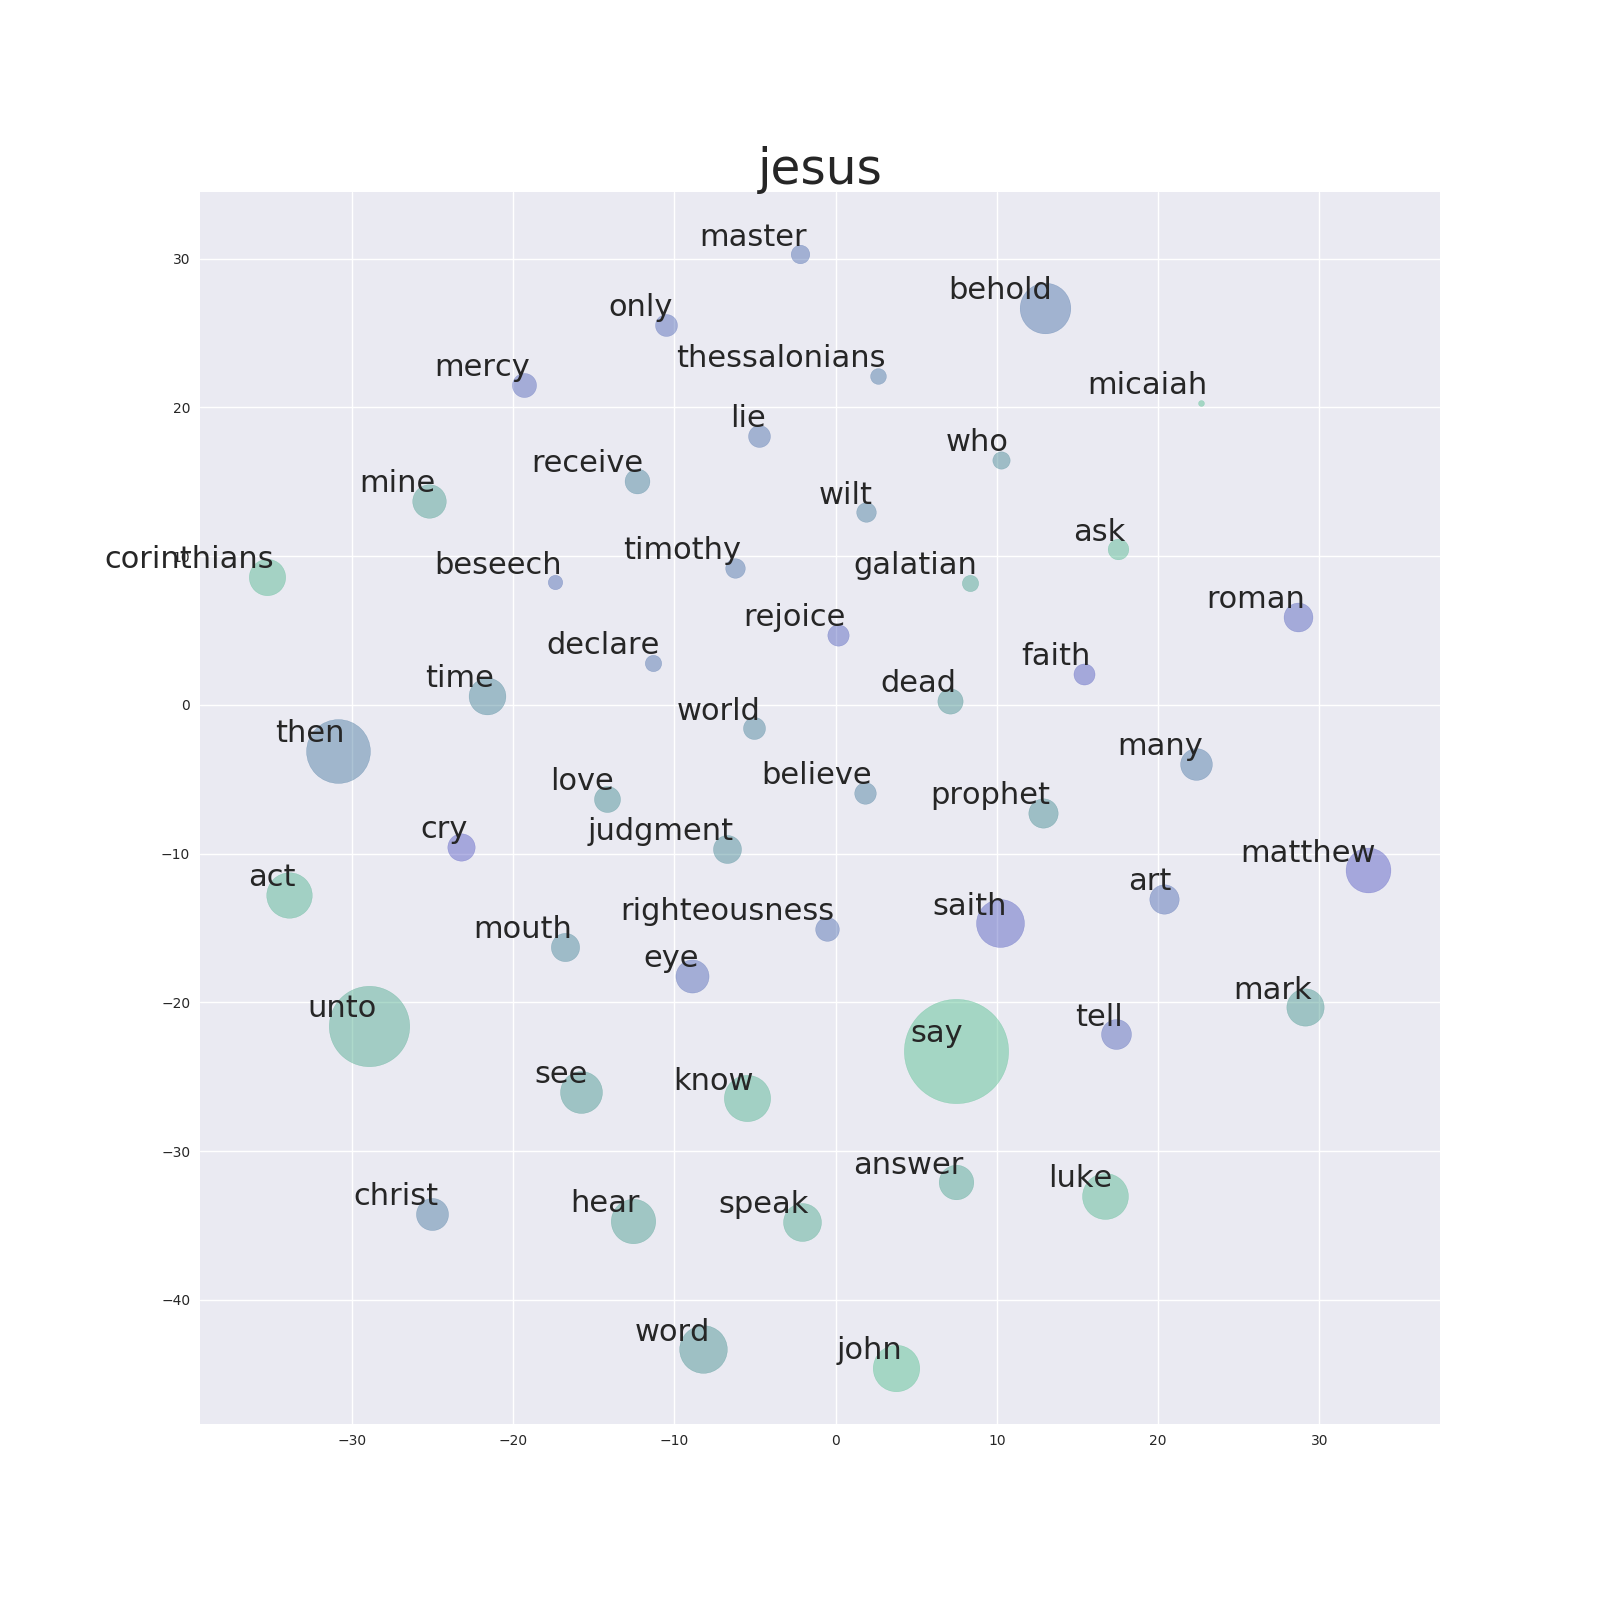 jesus
master
behold
only
thessalonians
mercy
micaiah
lie
who
receive
mine
wilt
ask
timothy
corinthians
beseech
galatian
roman
rejoice
declare
faith
time
dead
world
then
many
believe
love
prophet
cry
judgment
matthew
act
art
saith
righteousness
mouth
eye
mark
unto
tell
say
see
know
answer
luke
christ
hear
speak
word
john
30
20
10
0
−10
−20
−30
−40
−30 −20 −10 0 10 20 30